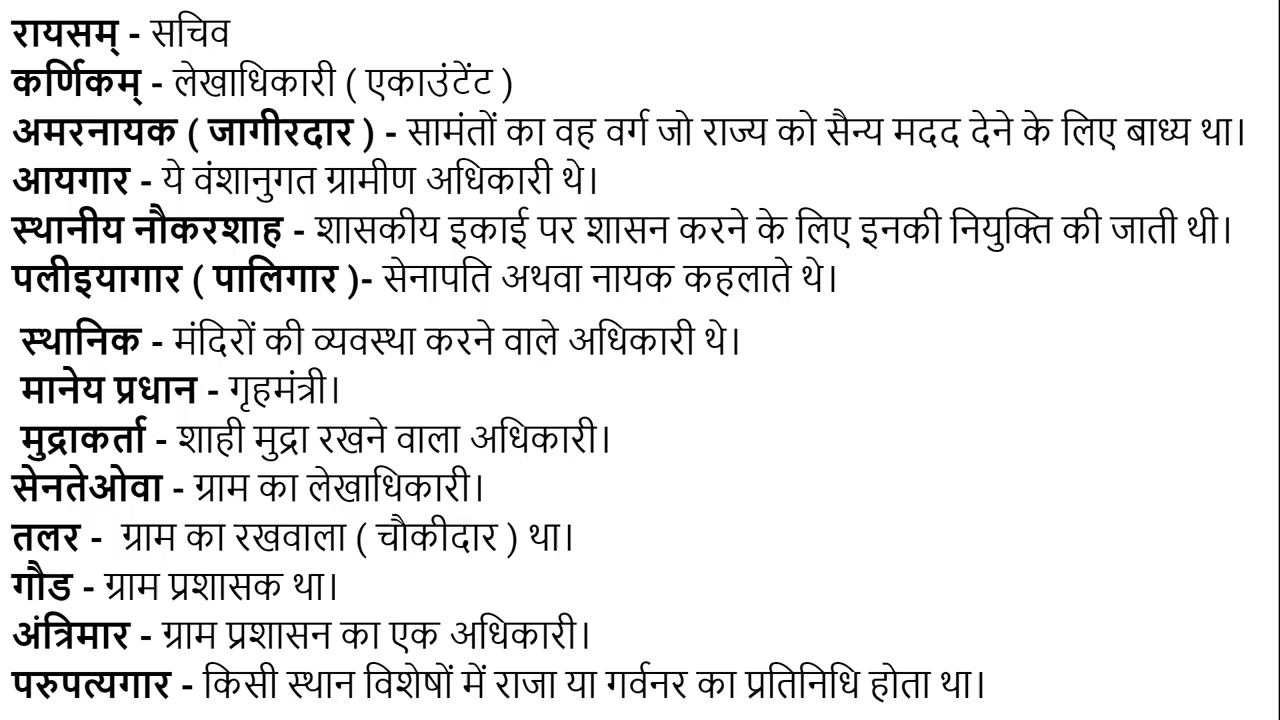 रायसम् - सचिव
कर्णिकम् - लेखाधिकारी ( एकाउंटेंट )
अमरनायक ( जागीरदार ) - सामंतों का वह वर्ग जो राज्य को सैन्य मदद देने के लिए बाध्य था।
आयगार - ये वंशानुगत ग्रामीण अधिकारी थे।
स्थानीय नौकरशाह - शासकीय इकाई पर शासन करने के लिए इनकी नियुक्ति की जाती थी।
पलीइयागार ( पालिगार )- सेनापति अथवा नायक कहलाते थे।
स्थानिक - मंदिरों की व्यवस्था करने वाले अधिकारी थे।
मानेय प्रधान - गृहमंत्री।
मुद्राकर्ता - शाही मुद्रा रखने वाला अधिकारी।
सेनतेओवा - ग्राम का लेखाधिकारी।
तलर - ग्राम का रखवाला ( चौकीदार ) था।
गौड - ग्राम प्रशासक था।
अंत्रिमार - ग्राम प्रशासन का एक अधिकारी।
परुपत्यगार - किसी स्थान विशेषों में राजा या गर्वनर का प्रतिनिधि होता था।